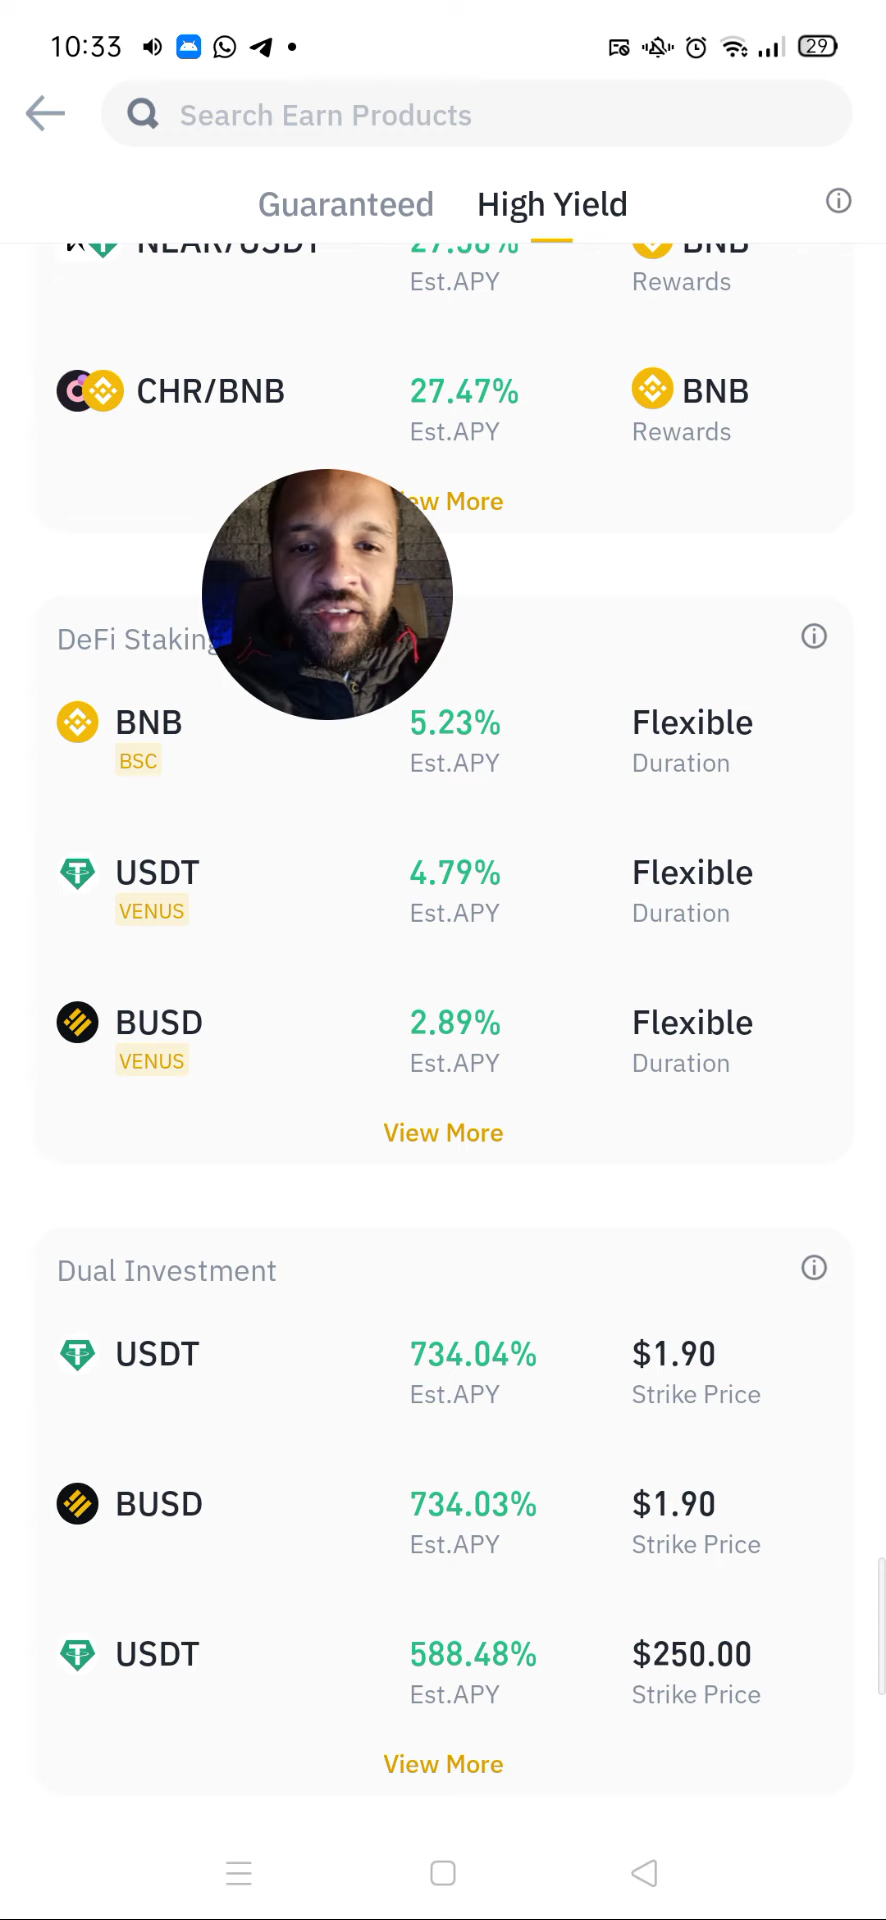 10:33
29
Search Earn Products
Guaranteed High Yield
NEAR/USDT BNB
Est.APY Rewards
CHR/BNB 27.47% BNB
Est.APY Rewards
ew More
DeFi Staking
BNB 5.23% Flexible
BSC Est.APY Duration
USDT 4.79% Flexible
VENUS Est.APY Duration
BUSD 2.89% Flexible
VENUS Est.APY Duration
View More
Dual Investment
USDT 734.04% $1.90
Est.APY Strike Price
BUSD 734.03% $1.90
Est.APY Strike Price
USDT 588.48% $250.00
Est.APY Strike Price
View More